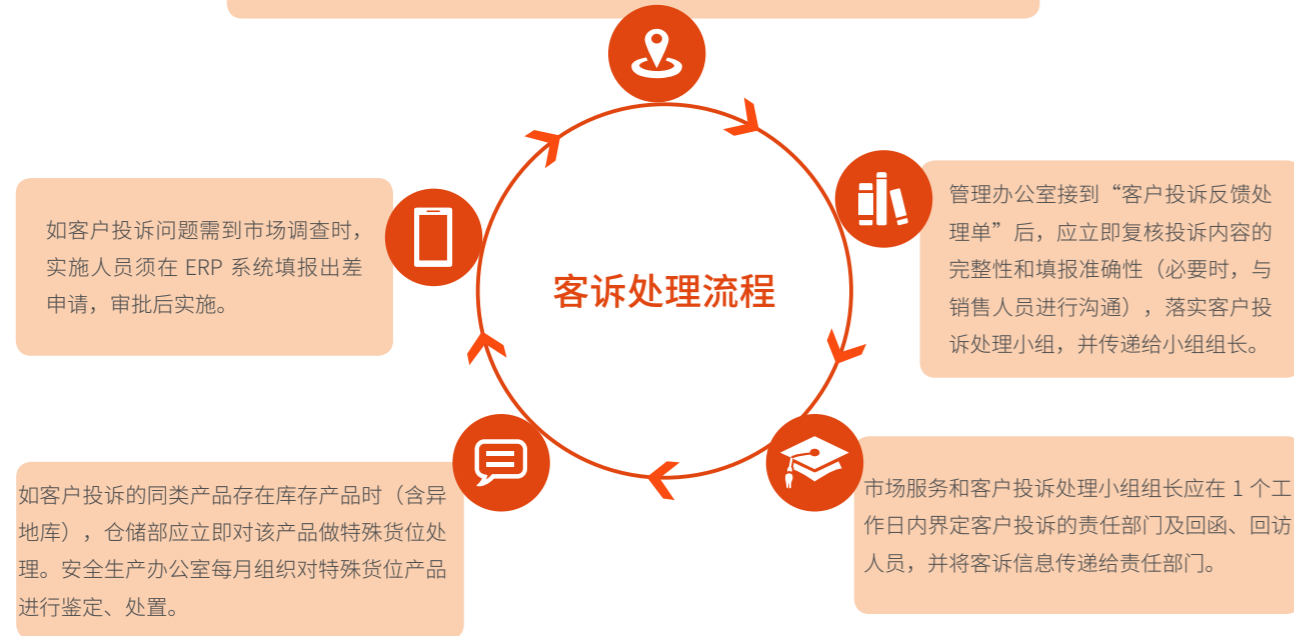 客诉处理流程
管理办公室接到“客户投诉反馈处
理单”后，应立即复核投诉内容的
完整性和填报准确性（必要时，与
销售人员进行沟通），落实客户投
诉处理小组，并传递给小组组长。
市场服务和客户投诉处理小组组长应在 1 个工
作日内界定客户投诉的责任部门及回函、回访
人员，并将客诉信息传递给责任部门。
如客户投诉的同类产品存在库存产品时（含异
地库），仓储部应立即对该产品做特殊货位处
理。安全生产办公室每月组织对特殊货位产品
进行鉴定、处置。
如客户投诉问题需到市场调查时，
实施人员须在 ERP 系统填报出差
申请，审批后实施。